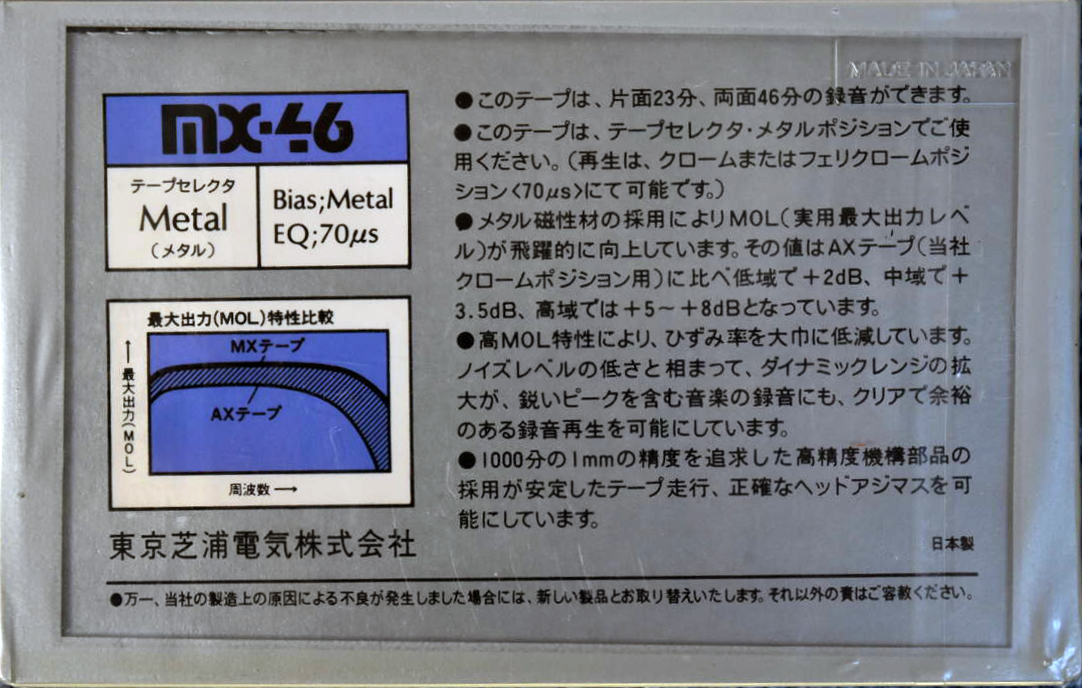 MADE IN JAPAN
MX-46
テープセレクタ
Metal
(メタル)
Bias;Metal
EQ;70μs
最大出力(MOL)特性比較
MXテープ
AXテープ
↑最大出力(MOL)
周波数→
東京芝浦電気株式会社
●このテープは、片面23分、両面46分の録音ができます。
●このテープは、テープセレクタ・メタルポジションでご使
用ください。(再生は、クロームまたはフェリクロームポジ
ション〈70μs〉にて可能です。)
●メタル磁性材の採用によりMOL(実用最大出力レベ
ル)が飛躍的に向上しています。その値はAXテープ(当社
クロームポジション用)に比べ低域で+2dB、中域で+
3.5dB、高域では+5～+8dBとなっています。
●高MOL特性により、ひずみ率を大巾に低減しています。
ノイズレベルの低さと相まって、ダイナミックレンジの拡
大が、鋭いピークを含む音楽の録音にも、クリアで余裕
のある録音再生を可能にしています。
●1000分の1mmの精度を追求した高精度機構部品の
採用が安定したテープ走行、正確なヘッドアジマスを可
能にしています。
日本製
●万一、当社の製造上の原因による不良が発生しました場合には、新しい製品とお取り替えいたします。それ以外の責はご容赦ください。